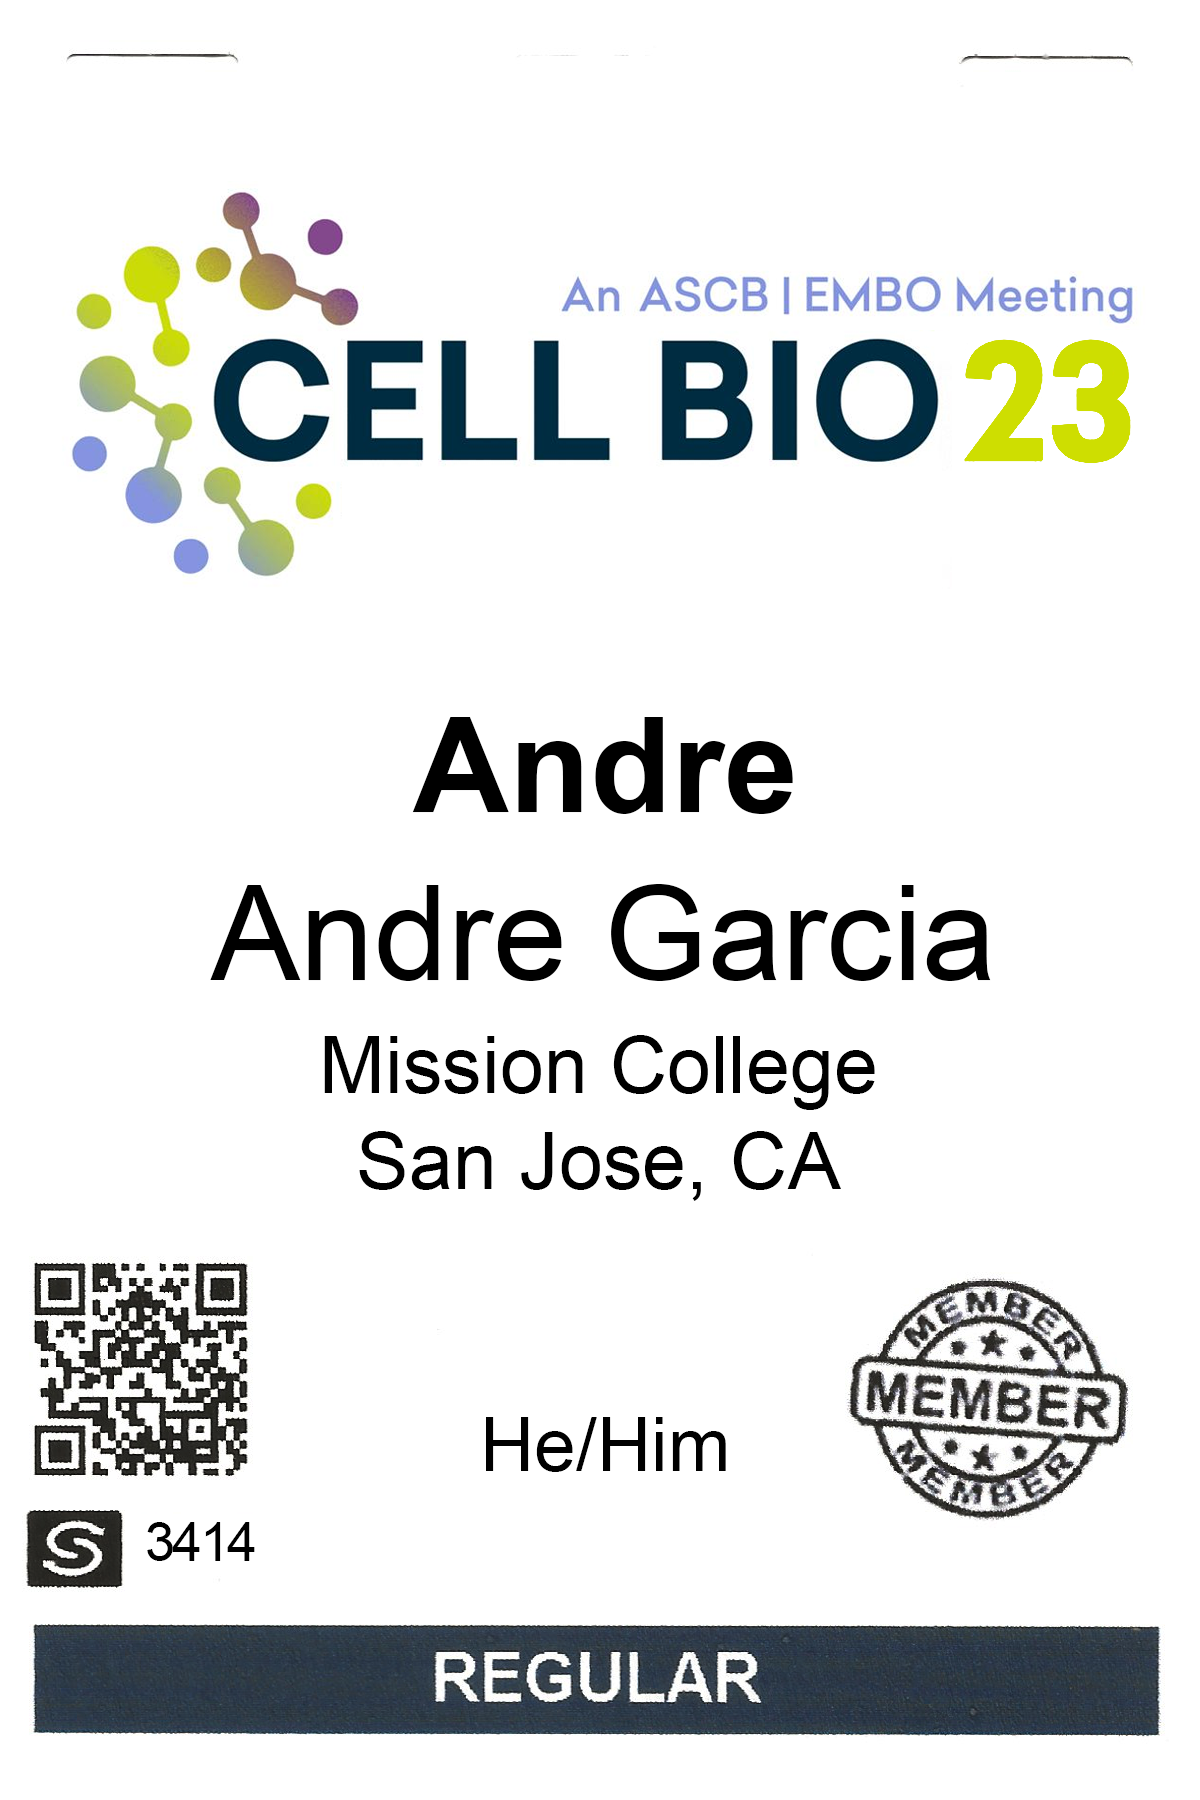 An ASCB | EMBO Meeting
CELL BIO 23
Andre
Andre Garcia
Mission College
San Jose, CA
MEMBER
MEMBER
MEMBER
He/Him
S 3414
REGULAR